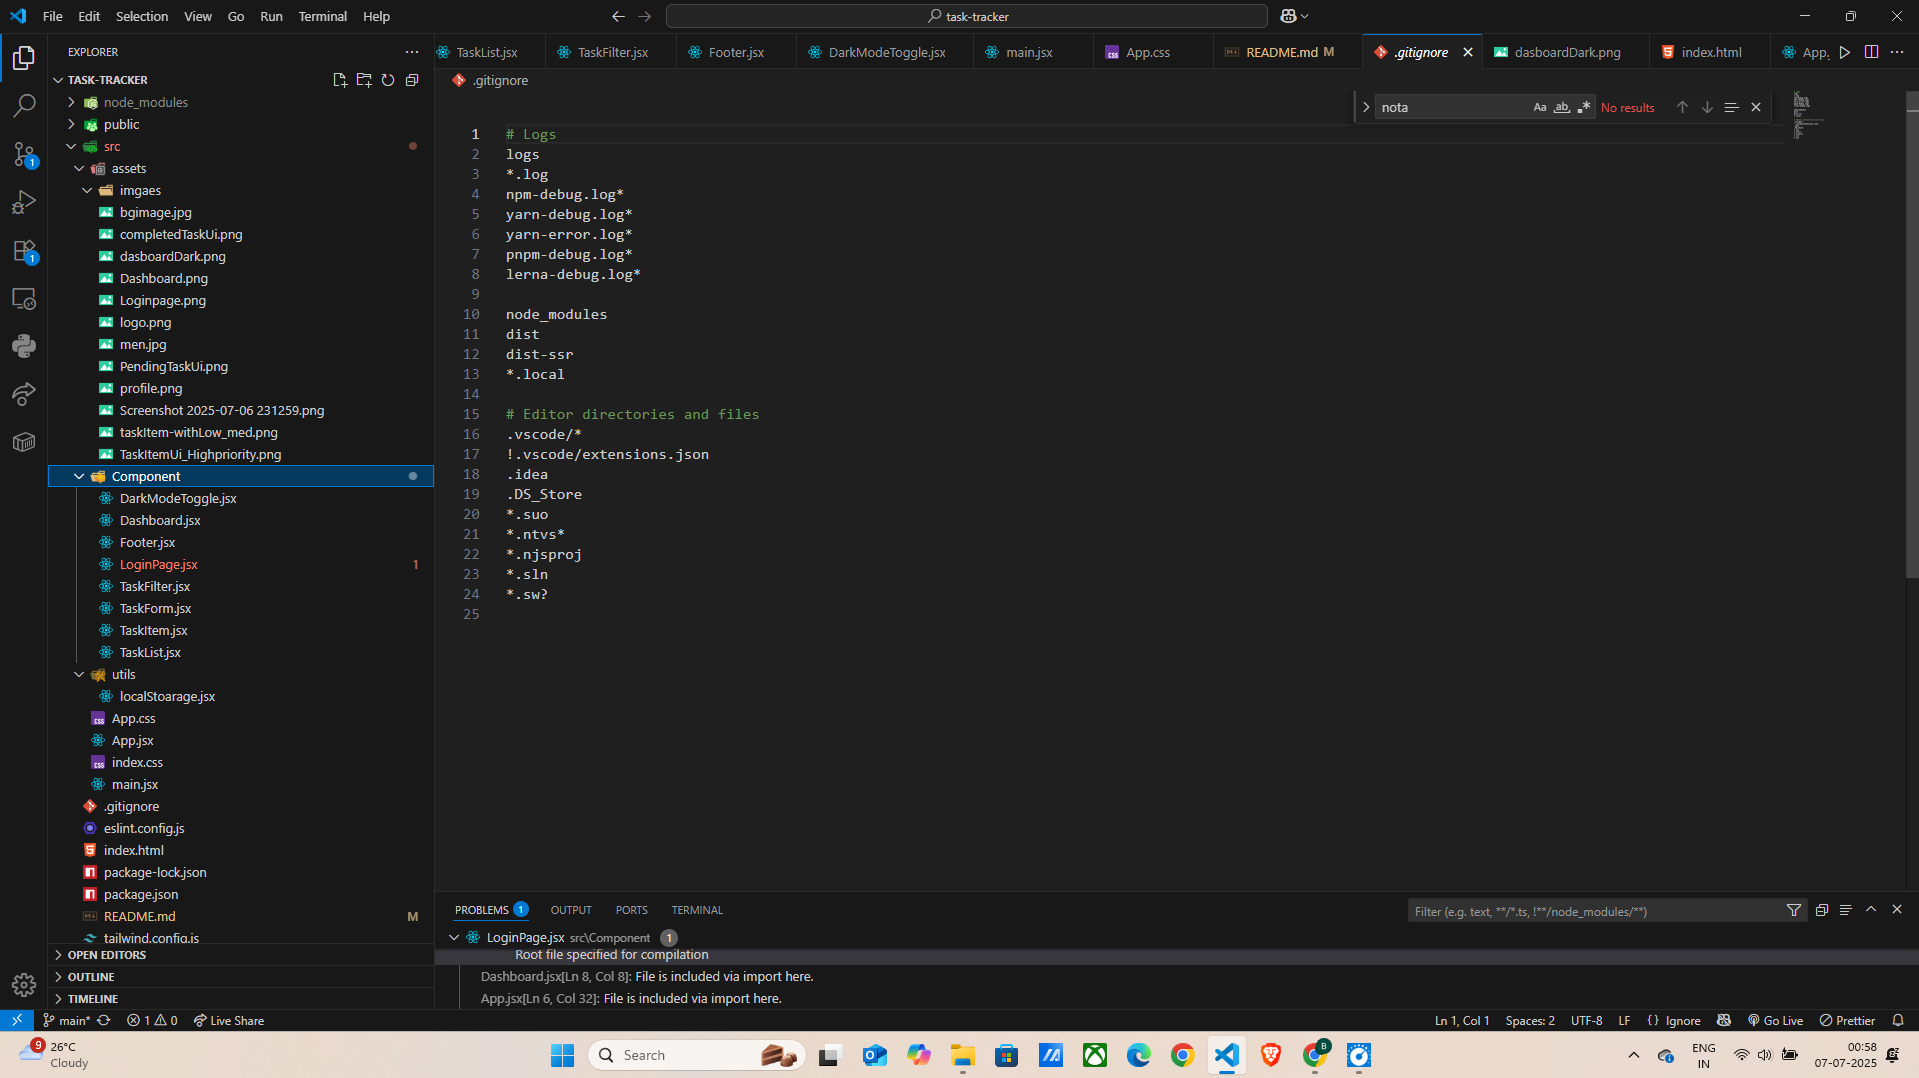 File Edit Selection View Go Run Terminal Help
task-tracker
EXPLORER
TaskList.jsx TaskFilter.jsx Footer.jsx DarkModeToggle.jsx main.jsx App.css README.md M .gitignore dasboardDark.png index.html App.
TASK-TRACKER
.gitignore
node_modules
public
src
assets
imgaes
bgimage.jpg
completedTaskUi.png
dasboardDark.png
Dashboard.png
Loginpage.png
logo.png
men.jpg
PendingTaskUi.png
profile.png
Screenshot 2025-07-06 231259.png
taskItem-withLow_med.png
TaskItemUi_Highpriority.png
Component
DarkModeToggle.jsx
Dashboard.jsx
Footer.jsx
LoginPage.jsx 1
TaskFilter.jsx
TaskForm.jsx
TaskItem.jsx
TaskList.jsx
utils
localStoarage.jsx
App.css
App.jsx
index.css
main.jsx
.gitignore
eslint.config.js
index.html
package-lock.json
package.json
README.md M
tailwind.config.js
OPEN EDITORS
OUTLINE
TIMELINE
1
1
nota Aa ab .* No results
1 # Logs
2 logs
3 *.log
4 npm-debug.log*
5 yarn-debug.log*
6 yarn-error.log*
7 pnpm-debug.log*
8 lerna-debug.log*
9
10 node_modules
11 dist
12 dist-ssr
13 *.local
14
15 # Editor directories and files
16 .vscode/*
17 !.vscode/extensions.json
18 .idea
19 .DS_Store
20 *.suo
21 *.ntvs*
22 *.njsproj
23 *.sln
24 *.sw?
25
PROBLEMS 1 OUTPUT PORTS TERMINAL
Filter (e.g. text, **/*.ts, !**/node_modules/**)
LoginPage.jsx src\Component 1
Root file specified for compilation
Dashboard.jsx[Ln 8, Col 8]: File is included via import here.
App.jsx[Ln 6, Col 32]: File is included via import here.
main* 1 0 Live Share
Ln 1, Col 1 Spaces: 2 UTF-8 LF {} Ignore Go Live Prettier
9 26°C
Cloudy
Search
B
ENG
IN
00:58
07-07-2025